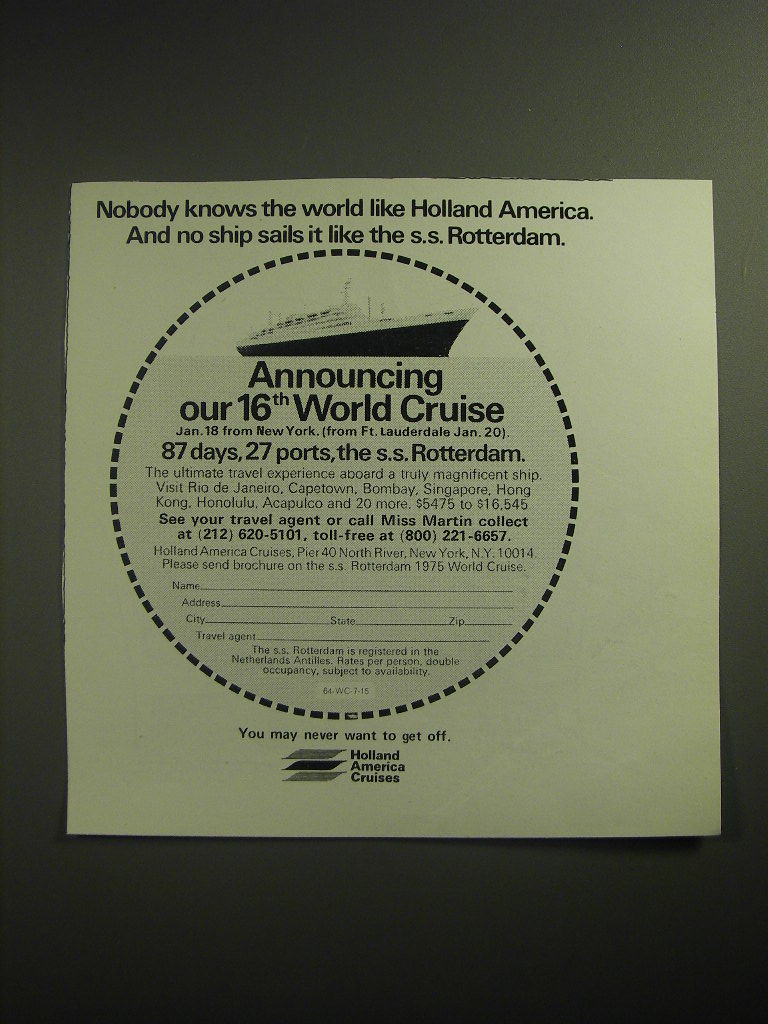 Nobody knows the world like Holland America.
And no ship sails it like the s.s. Rotterdam.
Announcing
our 16th World Cruise
Jan. 18 from New York. (from Ft. Lauderdale Jan. 20).
87 days, 27 ports, the s.s. Rotterdam.
The ultimate travel experience aboard a truly magnificent ship.
Visit Rio de Janeiro, Capetown, Bombay, Singapore, Hong
Kong, Honolulu, Acapulco and 20 more. $5475 to $16,545.
See your travel agent or call Miss Martin collect
at (212) 620-5101, toll-free at (800) 221-6657.
Holland America Cruises, Pier 40 North River, New York, N.Y. 10014
Please send brochure on the s.s. Rotterdam 1975 World Cruise.
Name
Address
City State Zip
Travel agent
The s.s. Rotterdam is registered in the
Netherlands Antilles. Rates per person, double
occupancy, subject to availability.
64-WC-7-15
You may never want to get off.
Holland
America
Cruises